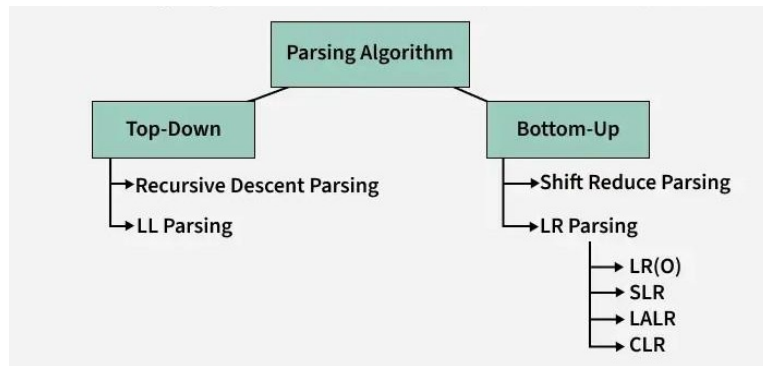 Parsing Algorithm
Top-Down
Bottom-Up
Recursive Descent Parsing
LL Parsing
Shift Reduce Parsing
LR Parsing
LR(O)
SLR
LALR
CLR